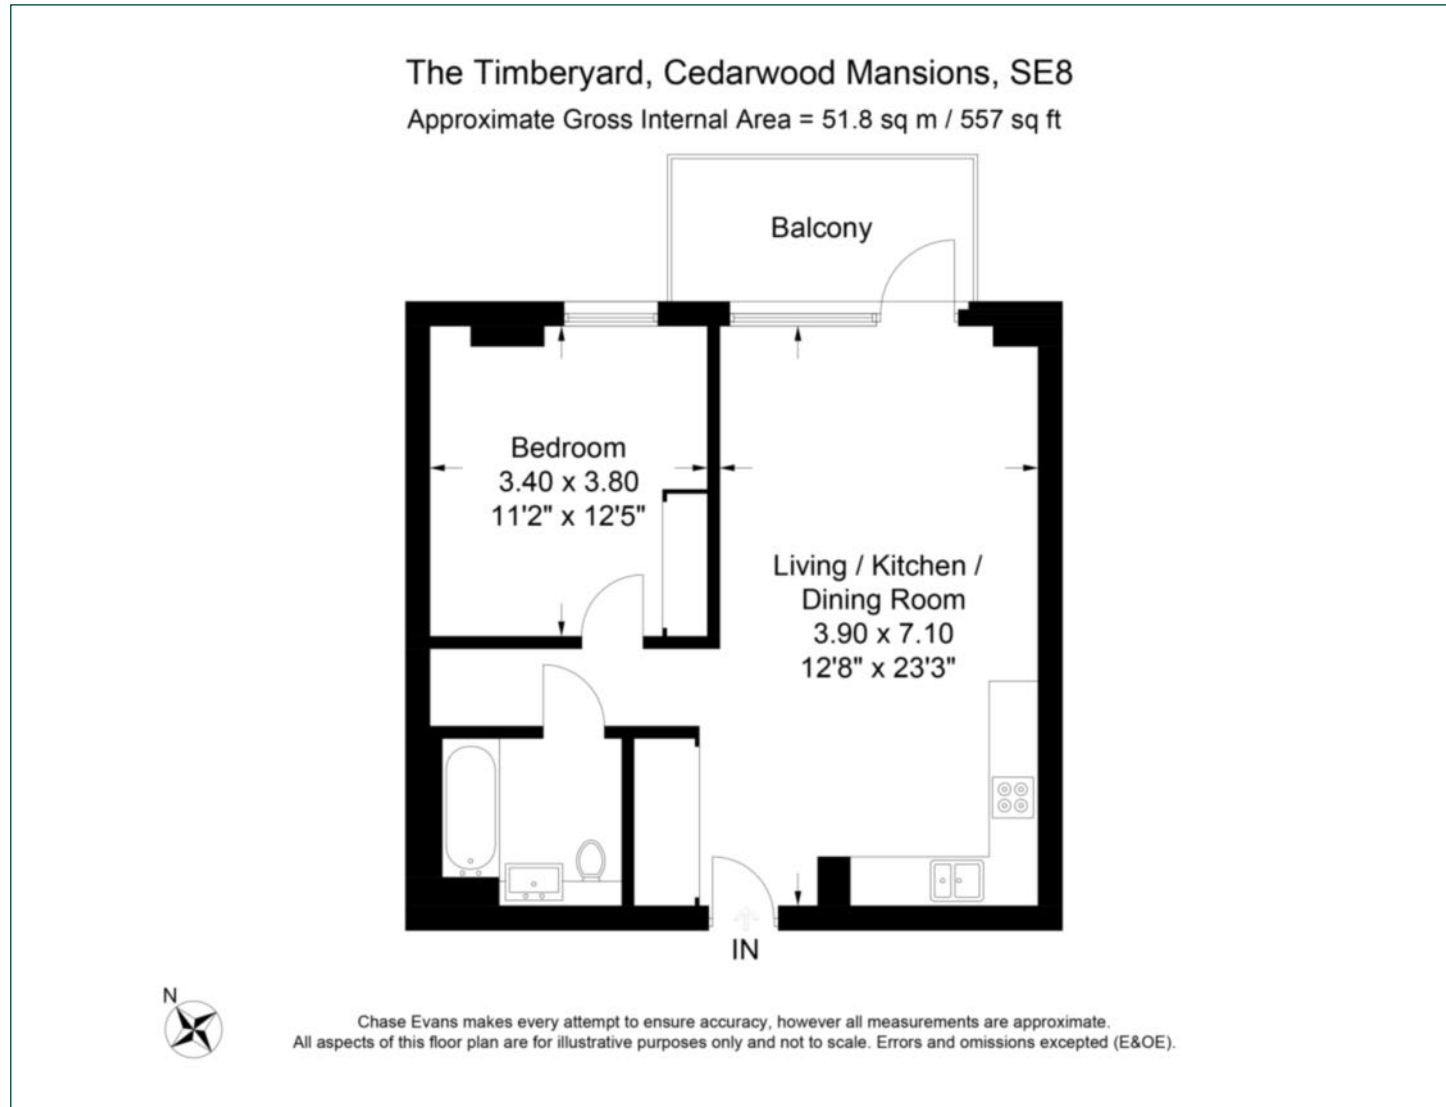 The Timberyard, Cedarwood Mansions, SE8
Approximate Gross Internal Area = 51.8 sq m / 557 sq ft
Balcony
Bedroom
3.40 x 3.80
11'2" x 12'5"
Living / Kitchen /
Dining Room
3.90 x 7.10
12'8" x 23'3"
IN
N
Chase Evans makes every attempt to ensure accuracy, however all measurements are approximate.
All aspects of this floor plan are for illustrative purposes only and not to scale. Errors and omissions excepted (E&OE).